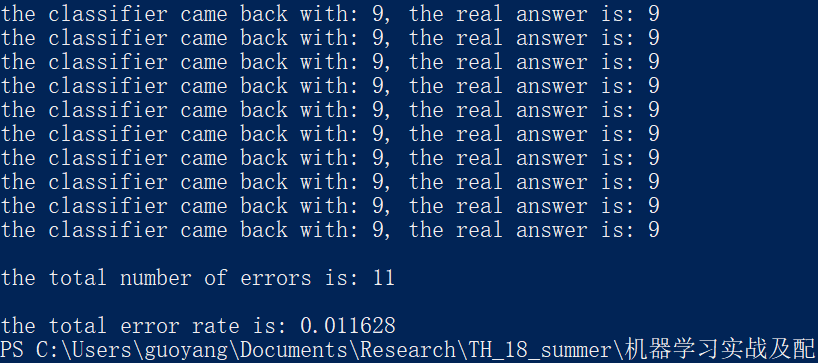 the classifier came back with: 9, the real answer is: 9
the classifier came back with: 9, the real answer is: 9
the classifier came back with: 9, the real answer is: 9
the classifier came back with: 9, the real answer is: 9
the classifier came back with: 9, the real answer is: 9
the classifier came back with: 9, the real answer is: 9
the classifier came back with: 9, the real answer is: 9
the classifier came back with: 9, the real answer is: 9
the classifier came back with: 9, the real answer is: 9
the classifier came back with: 9, the real answer is: 9
the total number of errors is: 11
the total error rate is: 0.011628
PS C:\Users\guoyang\Documents\Research\TH_18_summer\机器学习实战及配